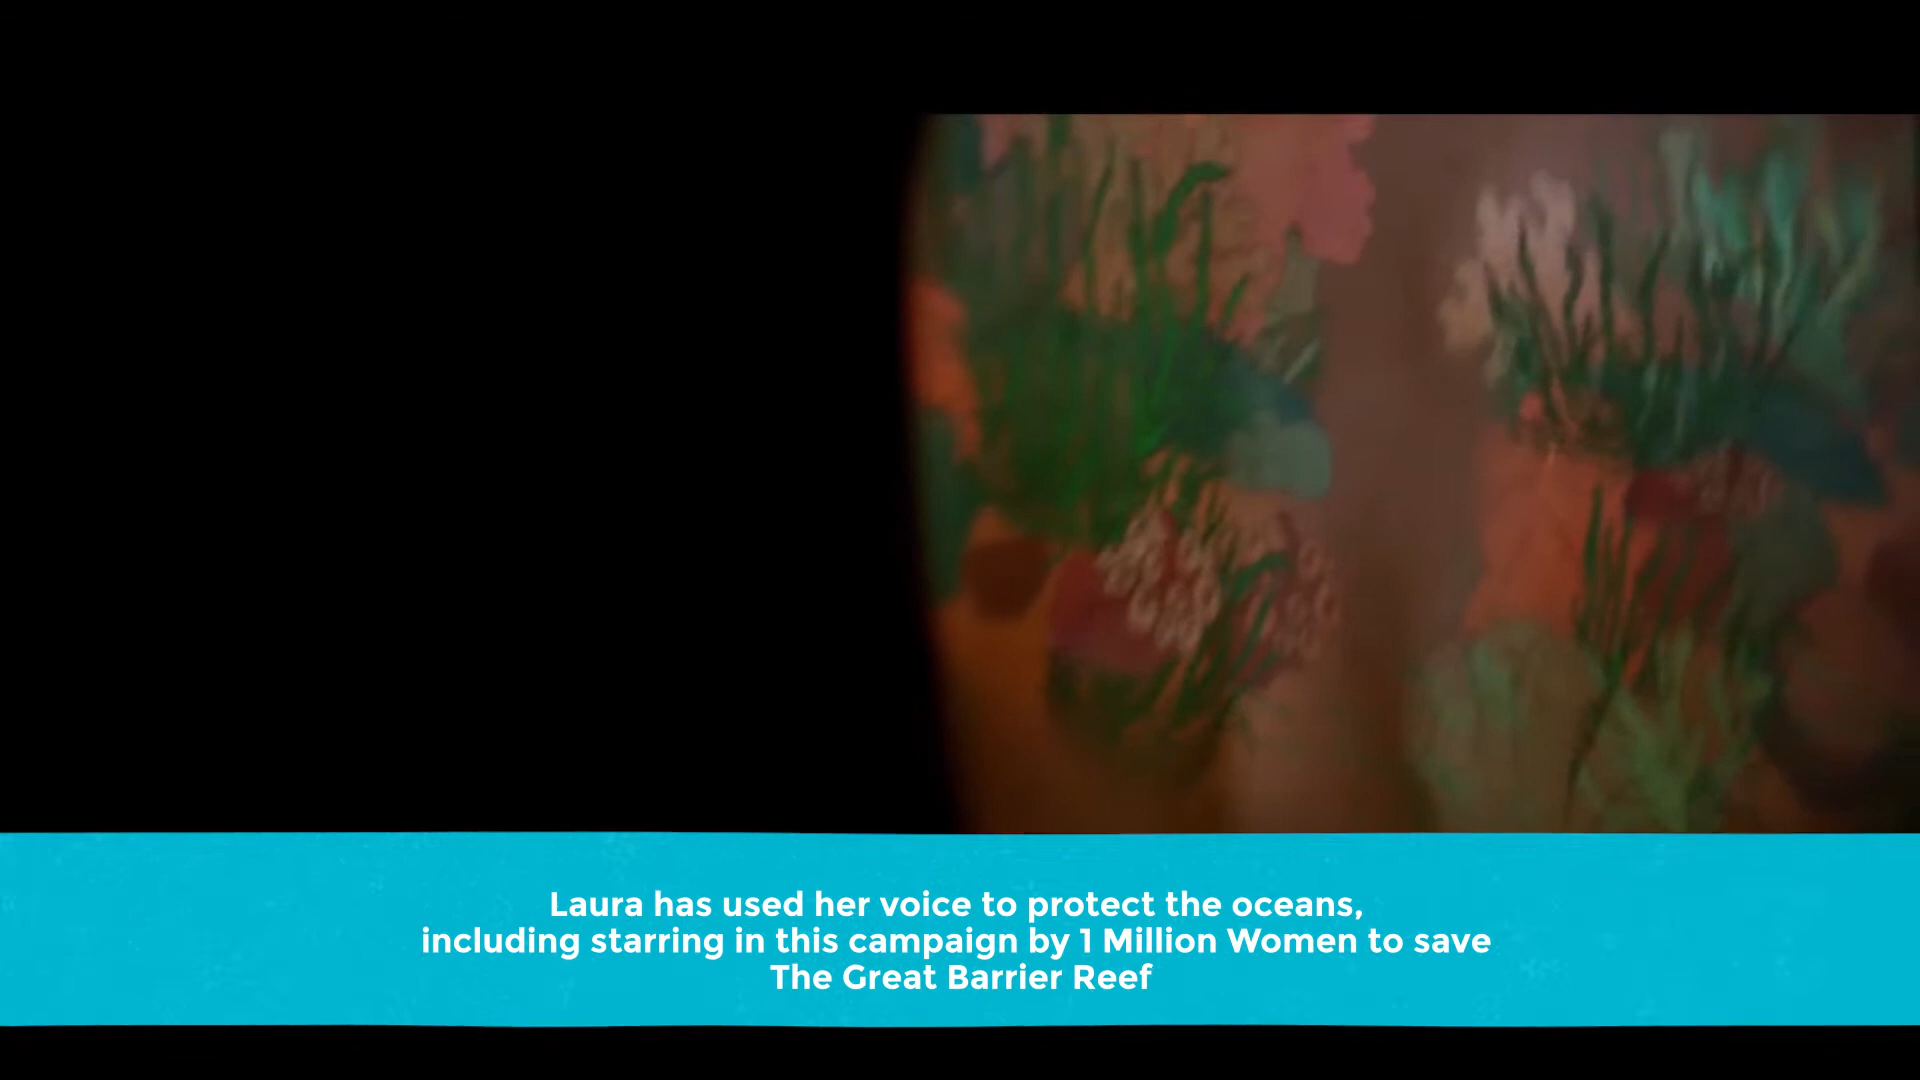 Laura has used her voice to protect the oceans,
including starring in this campaign by 1 Million Women to save
The Great Barrier Reef